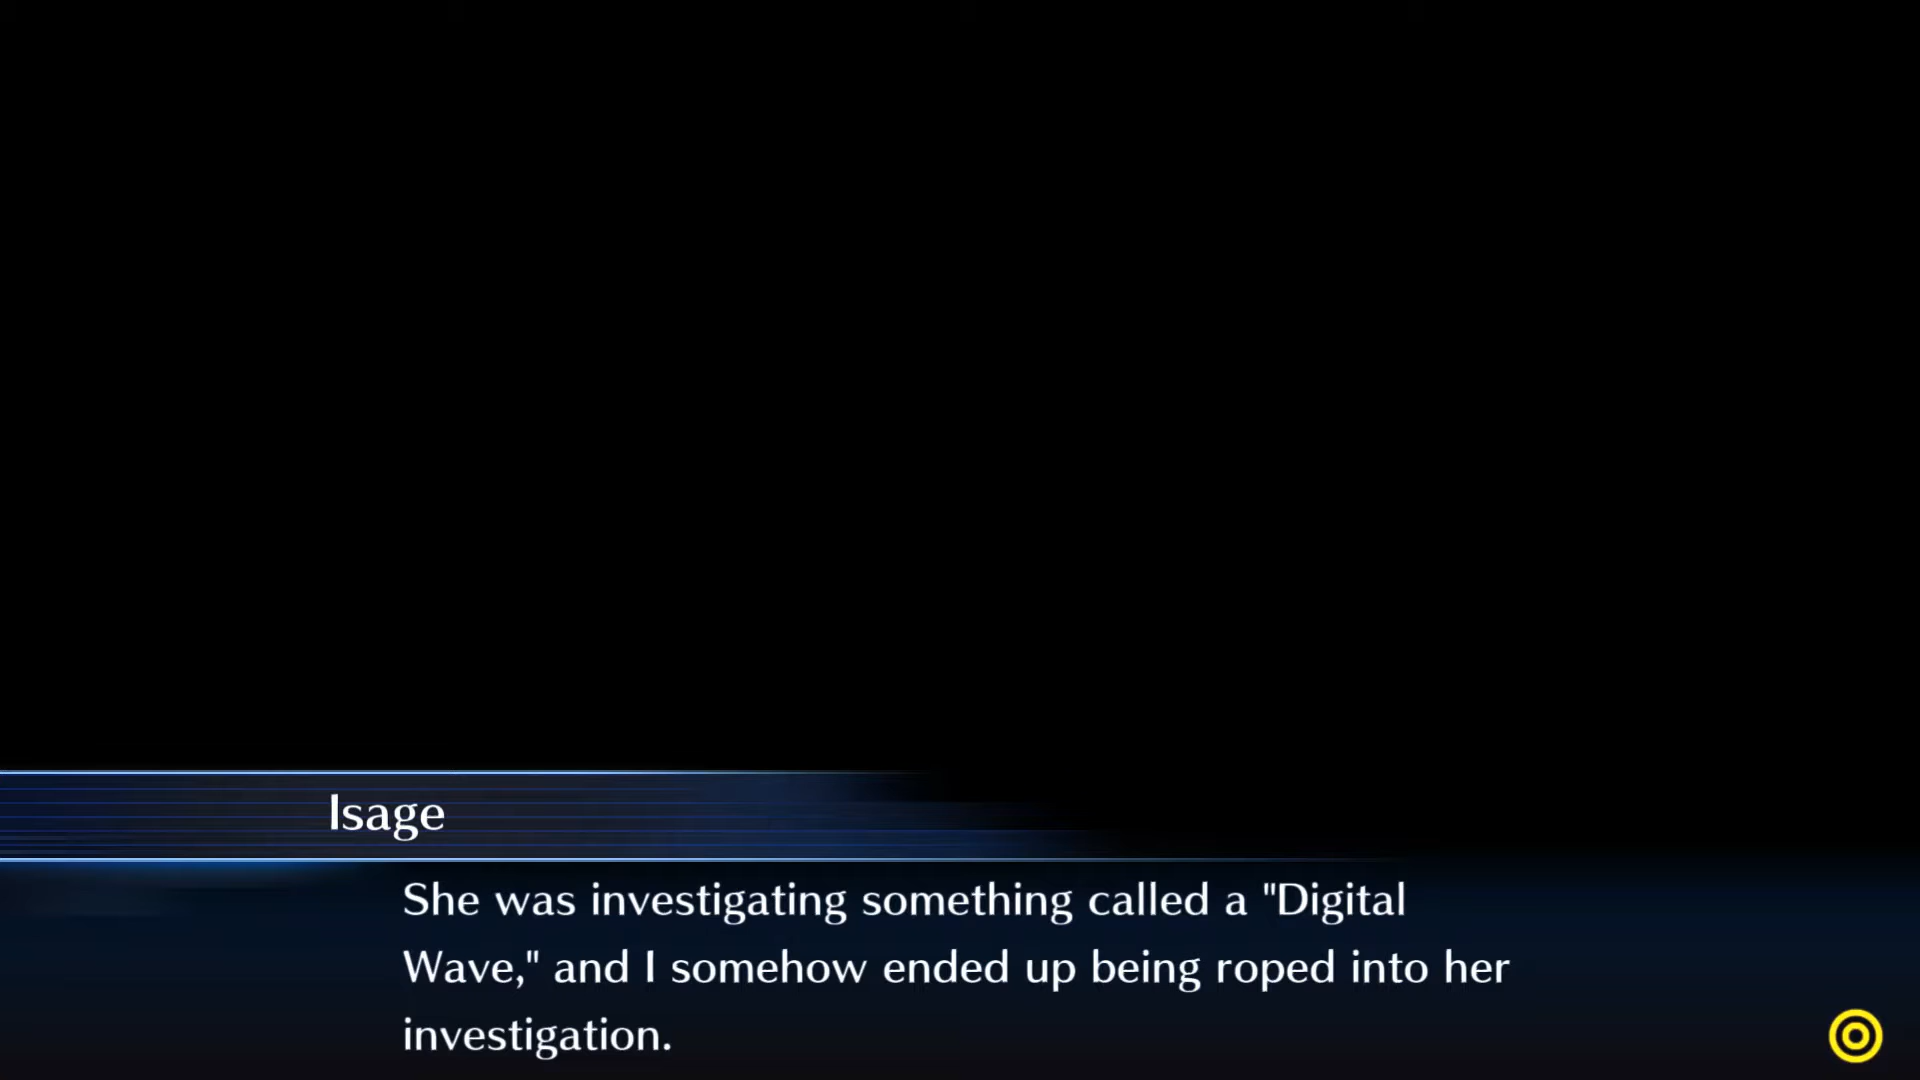 Isage
She was investigating something called a "Digital
Wave," and I somehow ended up being roped into her
investigation.